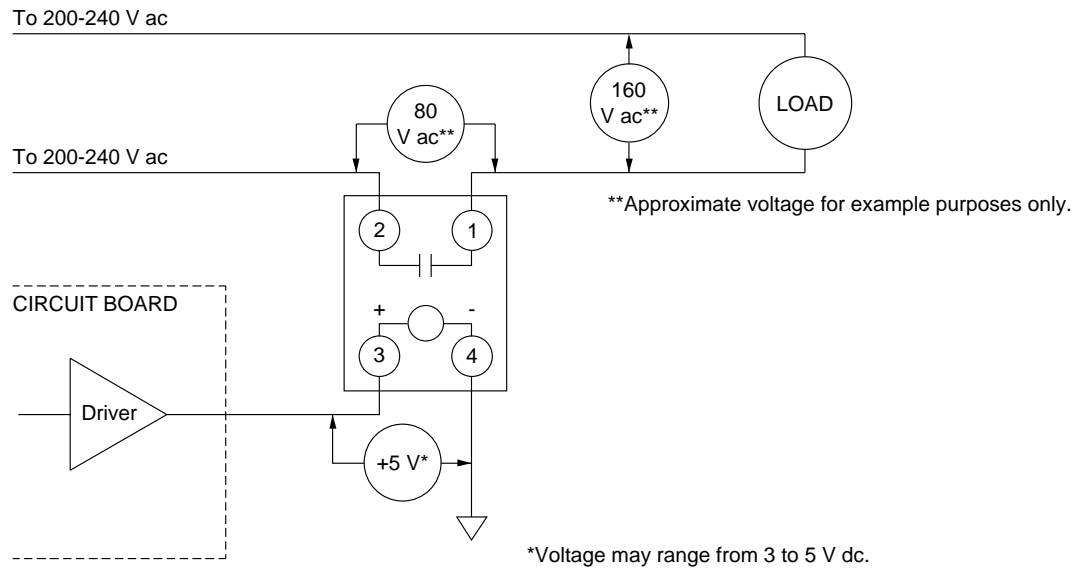 To 200-240 V ac
80
V ac**
160
V ac**
LOAD
To 200-240 V ac
**Approximate voltage for example purposes only.
2
1
CIRCUIT BOARD
+
-
3
4
Driver
+5 V*
*Voltage may range from 3 to 5 V dc.